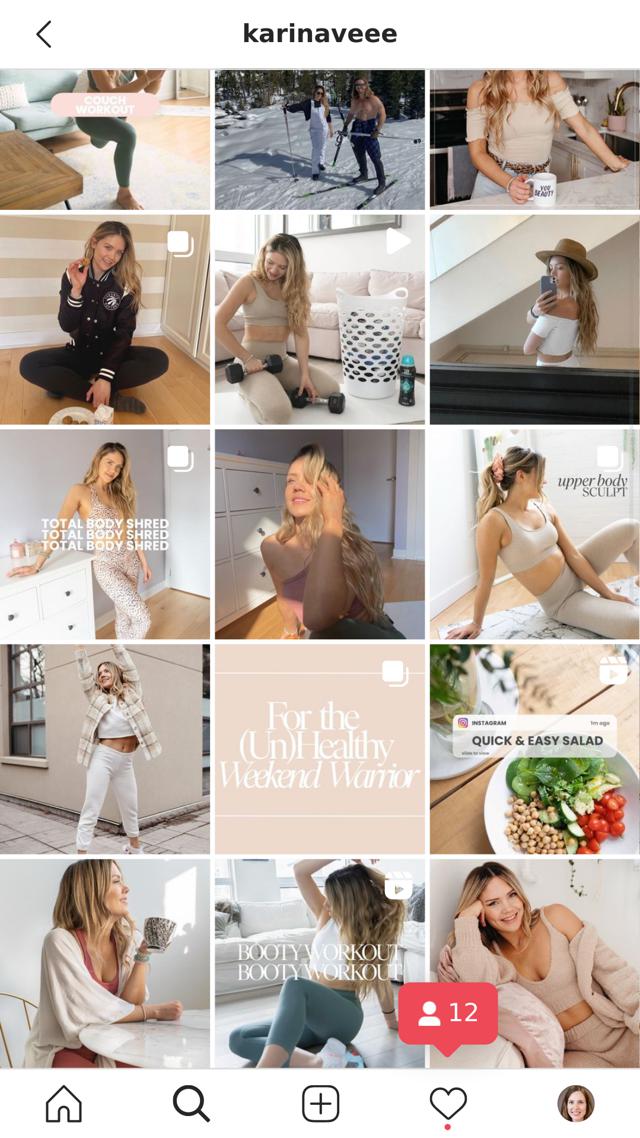 karinaveee
COUCH
WORKOUT
YOU
BEAUTY
TOTAL BODY SHRED
TOTAL BODY SHRED
TOTAL BODY SHRED
upper body
SCULPT
For the
(Un)Healthy
Weekend Warrior
INSTAGRAM 1m ago
QUICK & EASY SALAD
slide to view
BOOTY WORKOUT
BOOTY WORKOUT
12